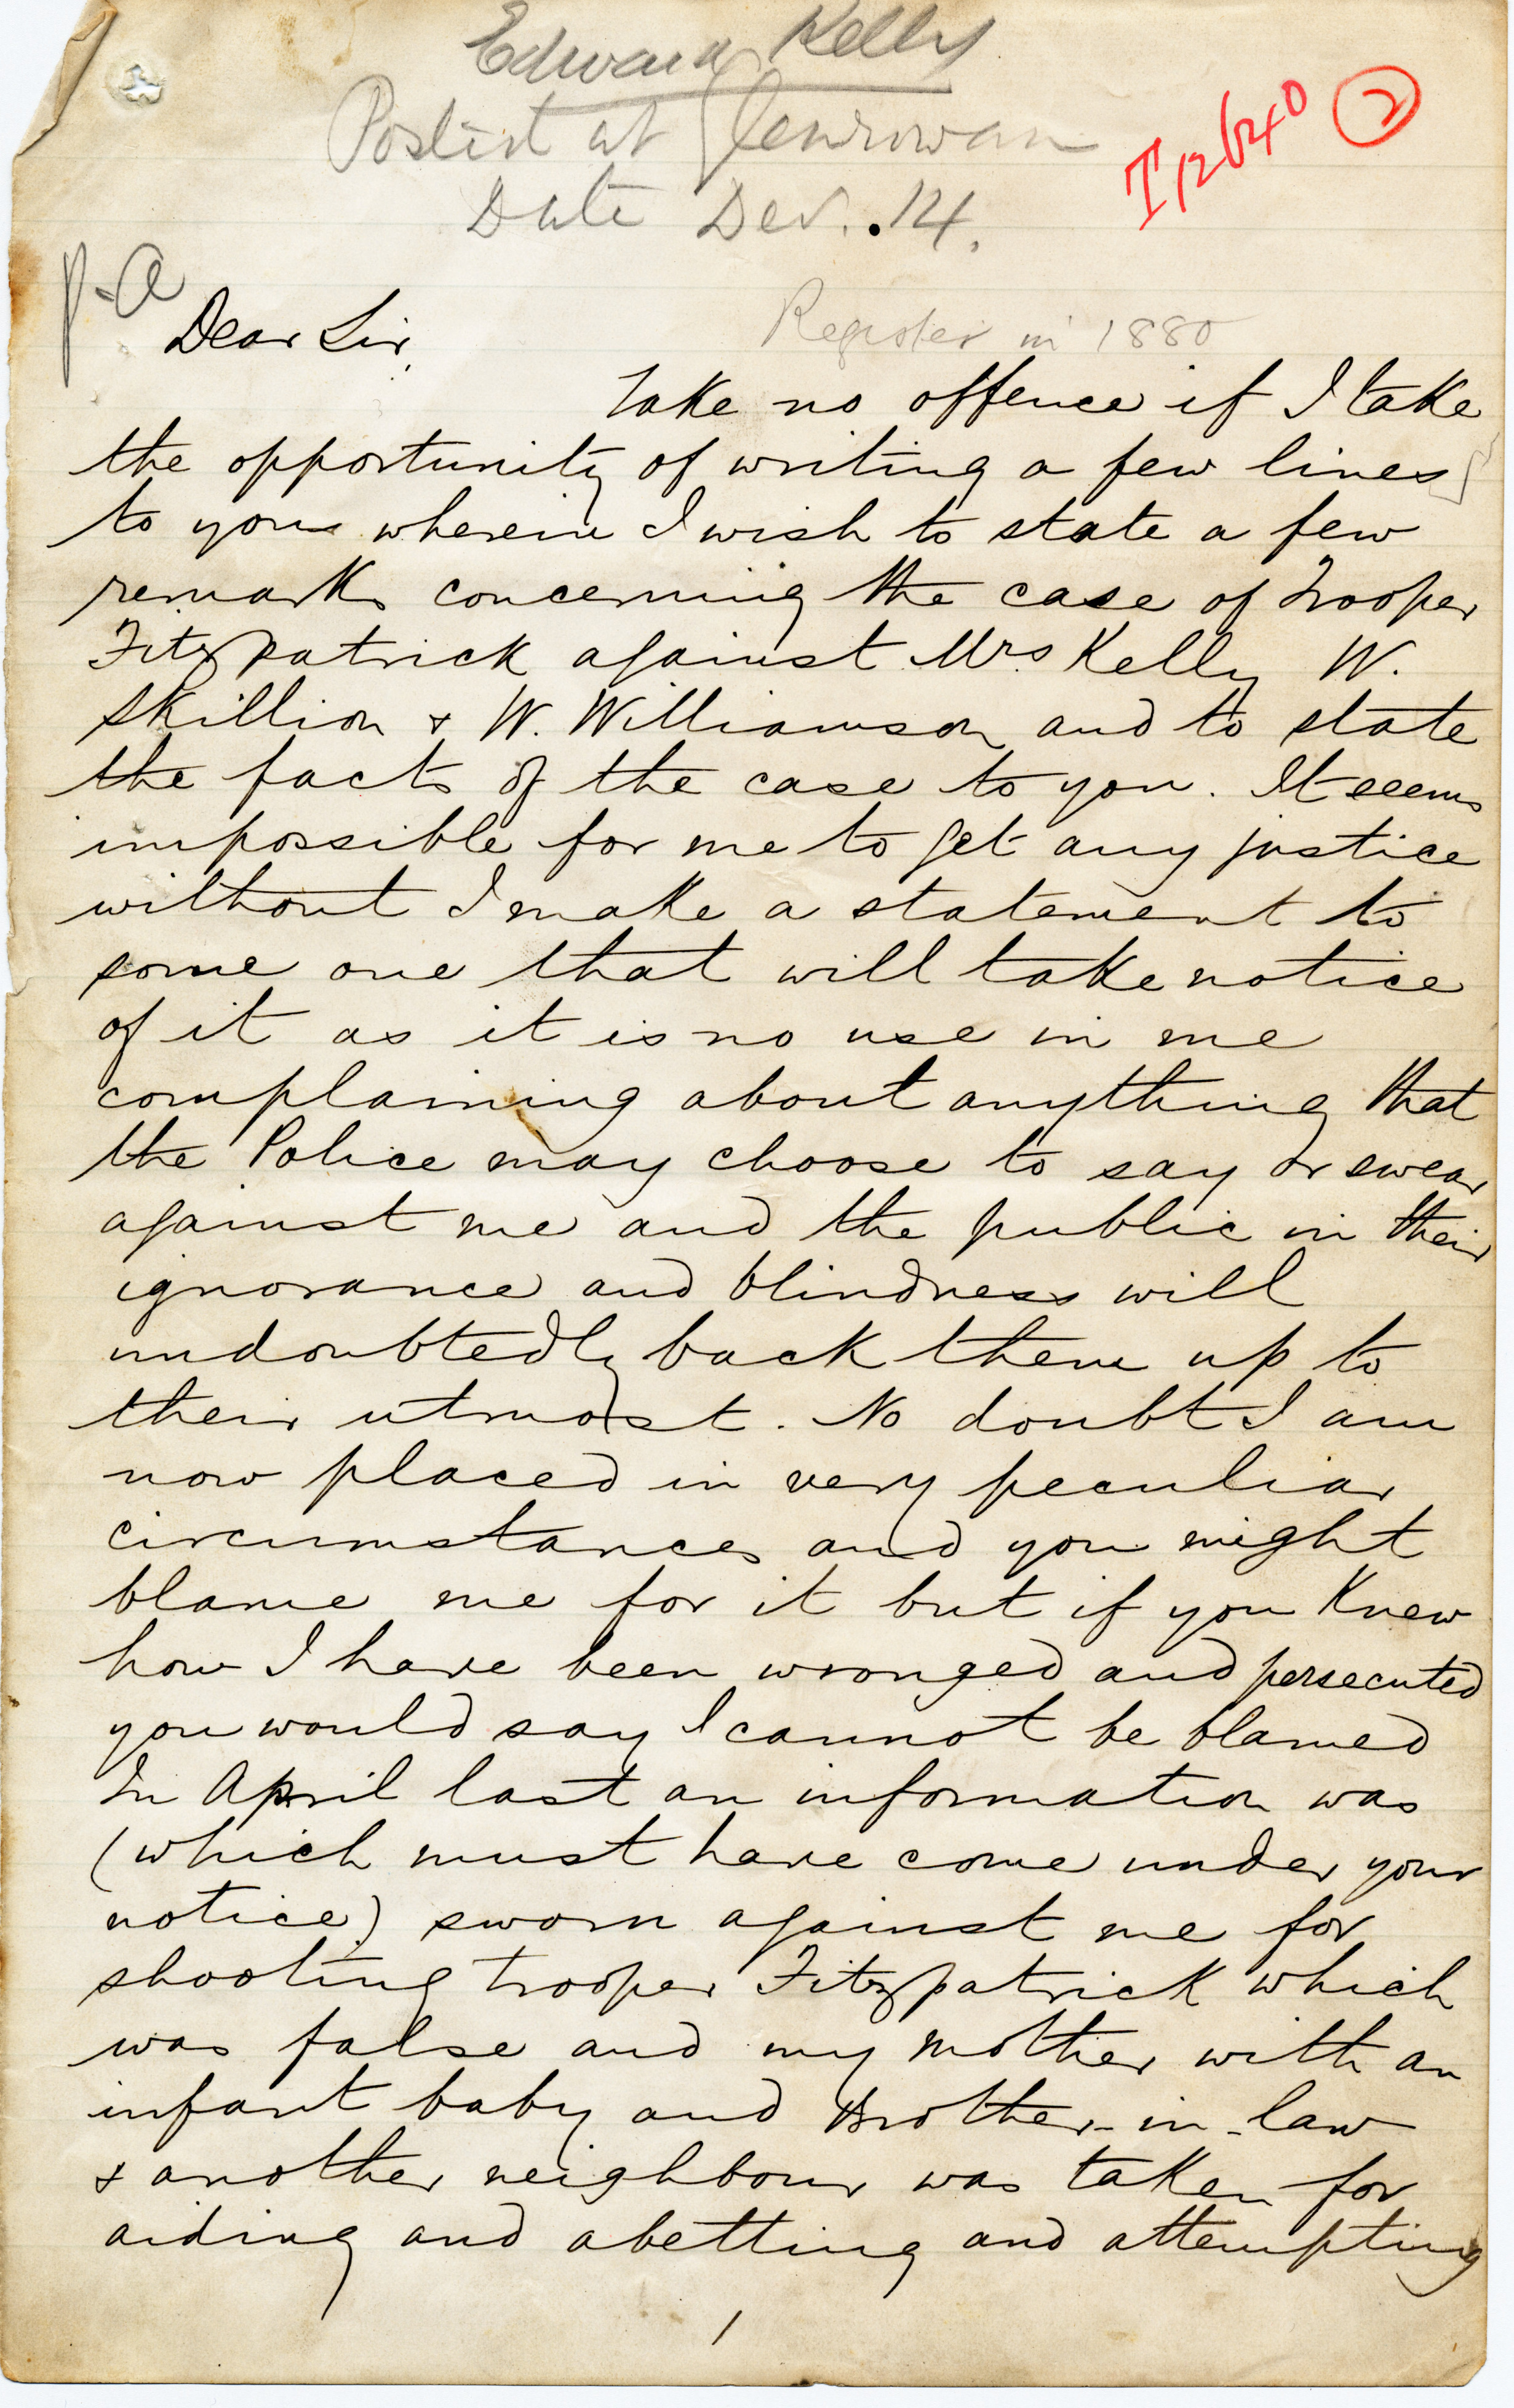 Edward Kelly
Posted at Glenrowan
Date Dec. .14.
I12640 2
p.a
Dear Sir,
Register in 1880
Take no offence if I take
the opportunity of writing a few lines
to you wherein I wish to state a few
remarks concerning the case of Trooper
Fitzpatrick against Mrs Kelly W.
Skillion & W. Williamson and to state
the facts of the case to you. It seems
impossible for me to get any justice
without I make a statement to
some one that will take notice
of it as it is no use in me
complaining about anything that
the Police may choose to say or swear
against me and the public in their
ignorance and blindness will
undoubtedly back them up to
their utmost. No doubt I am
now placed in very peculiar
circumstances and you might
blame me for it but if you Knew
how I have been wronged and persecuted
you would say I cannot be blamed
In April last an information was
(which must have come under your
notice) sworn against me for
shooting trooper Fitzpatrick which
was false and my mother with an
infant baby and Brother-in-law
& another neighbour was taken for
aiding and abetting and attempting
1